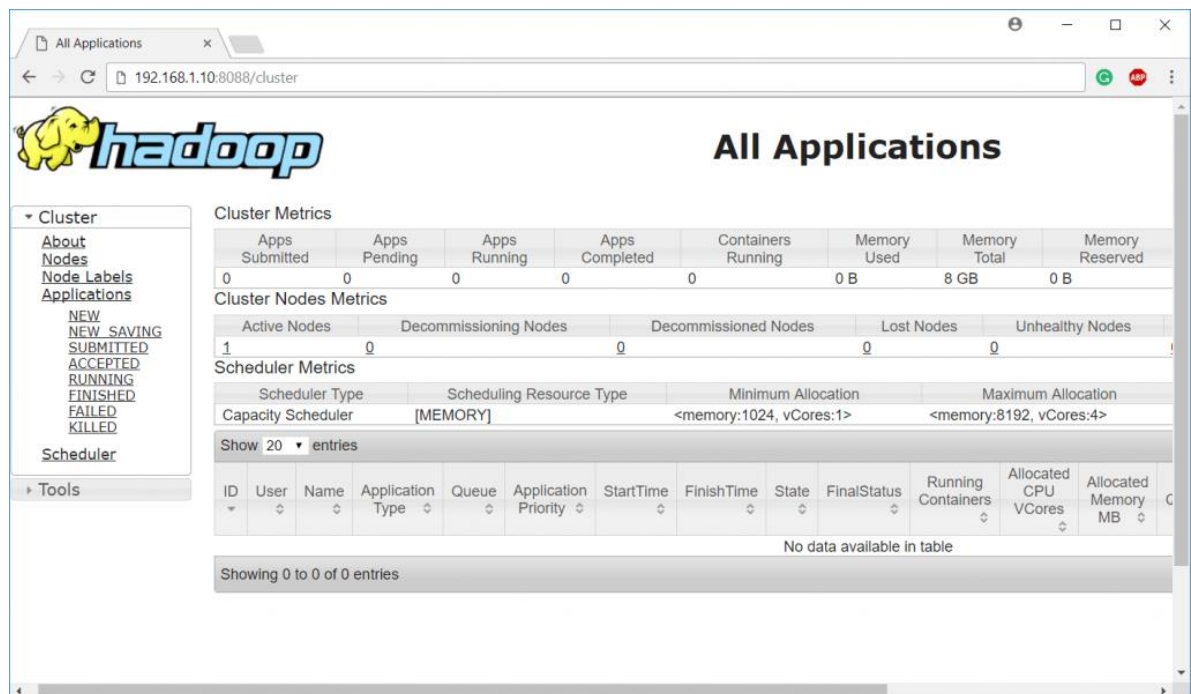 All Applications
192.168.1.10:8088/cluster
ABP
hadoop
All Applications
Cluster
About
Nodes
Node Labels
Applications
NEW
NEW_SAVING
SUBMITTED
ACCEPTED
RUNNING
FINISHED
FAILED
KILLED
Scheduler
Tools
Cluster Metrics
Apps Submitted Apps Pending Apps Running Apps Completed Containers Running Memory Used Memory Total Memory Reserved
0 0 0 0 0 0 B 8 GB 0 B
Cluster Nodes Metrics
Active Nodes Decommissioning Nodes Decommissioned Nodes Lost Nodes Unhealthy Nodes
1 0 0 0 0
Scheduler Metrics
Scheduler Type Scheduling Resource Type Minimum Allocation Maximum Allocation
Capacity Scheduler [MEMORY] <memory:1024, vCores:1> <memory:8192, vCores:4>
Show 20 entries
ID User Name Application Type Queue Application Priority StartTime FinishTime State FinalStatus Running Containers Allocated CPU VCores Allocated Memory MB
No data available in table
Showing 0 to 0 of 0 entries